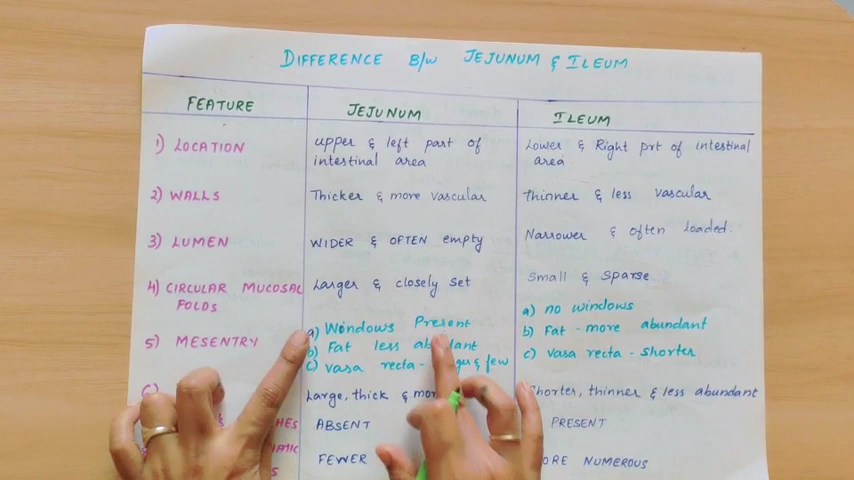 DIFFERENCE B/W JEJUNUM & ILEUM
FEATURE JEJUNUM ILEUM
1) LOCATION
upper & left part of
intestinal area
Lower & Right prt of intestinal
area
2) WALLS
Thicker & more vascular
Thinner & less vascular
3) LUMEN
WIDER & OFTEN empty
Narrower & often loaded.
4) CIRCULAR MUCOSAL
FOLDS
Larger & closely set
Small & sparse
5) MESENTRY
a) Windows Present
b) Fat less
c) vasa recta - & few
a) no windows
b) Fat - more abundant
c) vasa recta - shorter
Large, thick & more
Shorter, thinner & less abundant
ABSENT
PRESENT
FEWER
MORE NUMEROUS